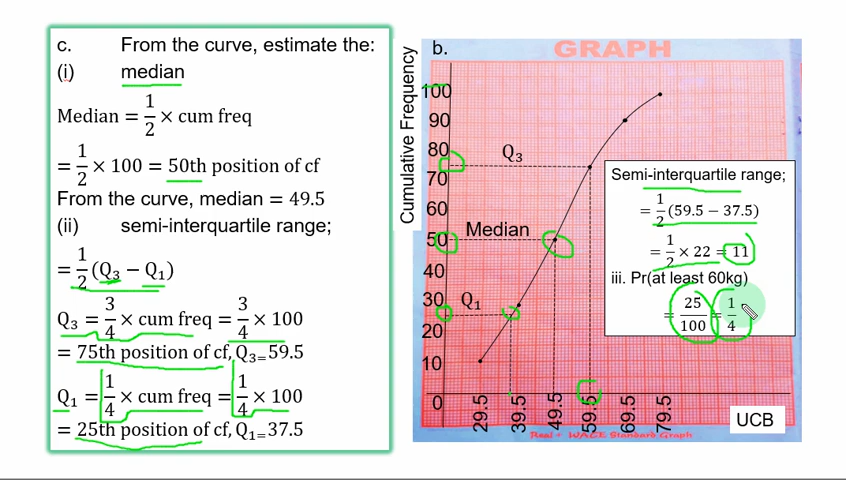 c. From the curve, estimate the:
(i) median
Median = 1/2 × cum freq
= 1/2 × 100 = 50th position of cf
From the curve, median = 49.5
(ii) semi-interquartile range;
= 1/2 (Q₃ − Q₁)
Q₃ = 3/4 × cum freq = 3/4 × 100
= 75th position of cf, Q₃₌ 59.5
Q₁ = 1/4 × cum freq = 1/4 × 100
= 25th position of cf, Q₁₌ 37.5
b. GRAPH
Cumulative Frequency
100
90
80
70
60
50
40
30
20
10
0
Q₃
Median
Q₁
29.5
39.5
49.5
59.5
69.5
79.5
UCB
Real + WACE Standard Graph
Semi-interquartile range;
= 1/2 (59.5 − 37.5)
= 1/2 × 22 = 11
iii. Pr(at least 60kg)
= 25/100 = 1/4